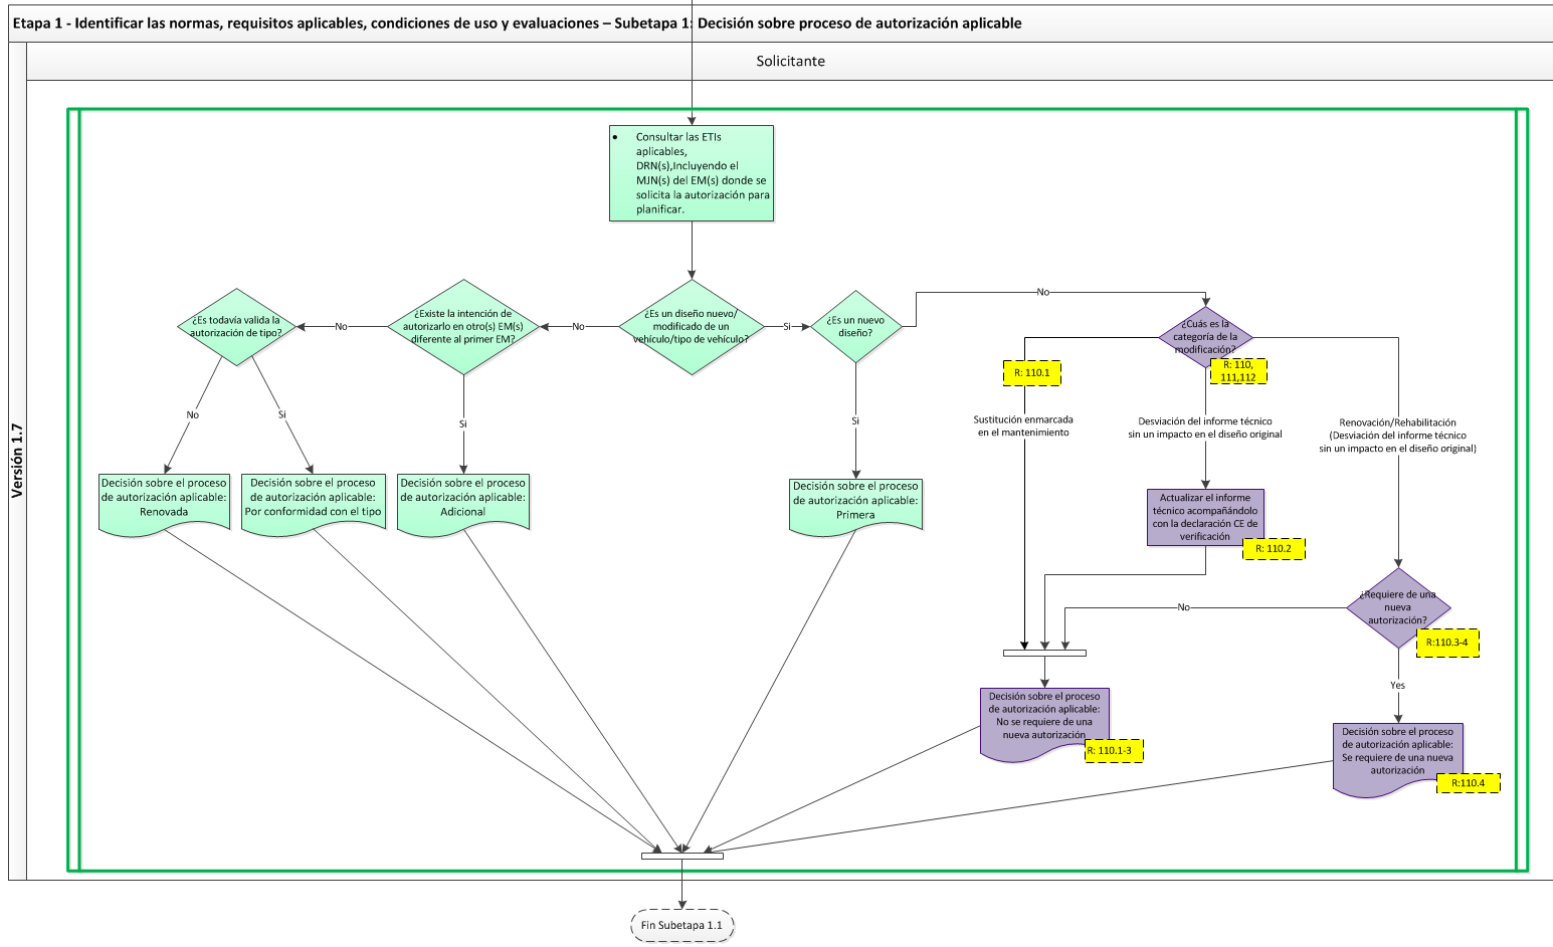 Etapa 1 - Identificar las normas, requisitos aplicables, condiciones de uso y evaluaciones – Subetapa 1: Decisión sobre proceso de autorización aplicable
Solicitante
Versión 1.7
• Consultar las ETIs
aplicables,
DRN(s),Incluyendo el
MJN(s) del EM(s) donde se
solicita la autorización para
planificar.
¿Es todavía valida la
autorización de tipo?
No
¿Existe la intención de
autorizarlo en otro(s) EM(s)
diferente al primer EM?
No
¿Es un diseño nuevo/
modificado de un
vehículo/tipo de vehículo?
Si
¿Es un nuevo
diseño?
No
¿Cuás es la
categoría de la
modificación?
R: 110,
111,112
R: 110.1
No
Si
Si
Si
Sustitución enmarcada
en el mantenimiento
Desviación del informe técnico
sin un impacto en el diseño original
Renovación/Rehabilitación
(Desviación del informe técnico
sin un impacto en el diseño original)
Decisión sobre el proceso
de autorización aplicable:
Renovada
Decisión sobre el proceso
de autorización aplicable:
Por conformidad con el tipo
Decisión sobre el proceso
de autorización aplicable:
Adicional
Decisión sobre el proceso
de autorización aplicable:
Primera
Actualizar el informe
técnico acompañándolo
con la declaración CE de
verificación
R: 110.2
No
¿Requiere de una
nueva
autorización?
R:110.3-4
Yes
Decisión sobre el proceso
de autorización aplicable:
No se requiere de una
nueva autorización
R: 110.1-3
Decisión sobre el proceso
de autorización aplicable:
Se requiere de una nueva
autorización
R:110.4
Fin Subetapa 1.1